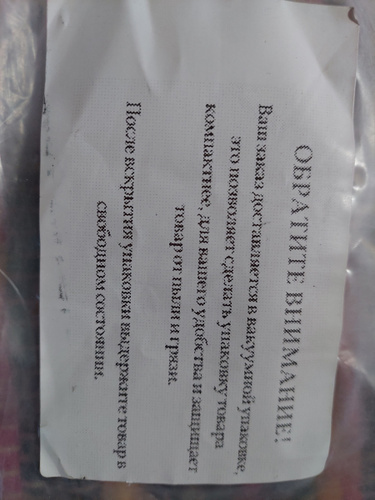 ОБРАТИТЕ ВНИМАНИЕ!
Ваш заказ доставляется в вакуумной упаковке,
это позволяет сделать упаковку товара
компактнее, для вашего удобства и защищает
товар от пыли и грязи.
После вскрытия упаковки выдержите товар в
свободном состоянии.